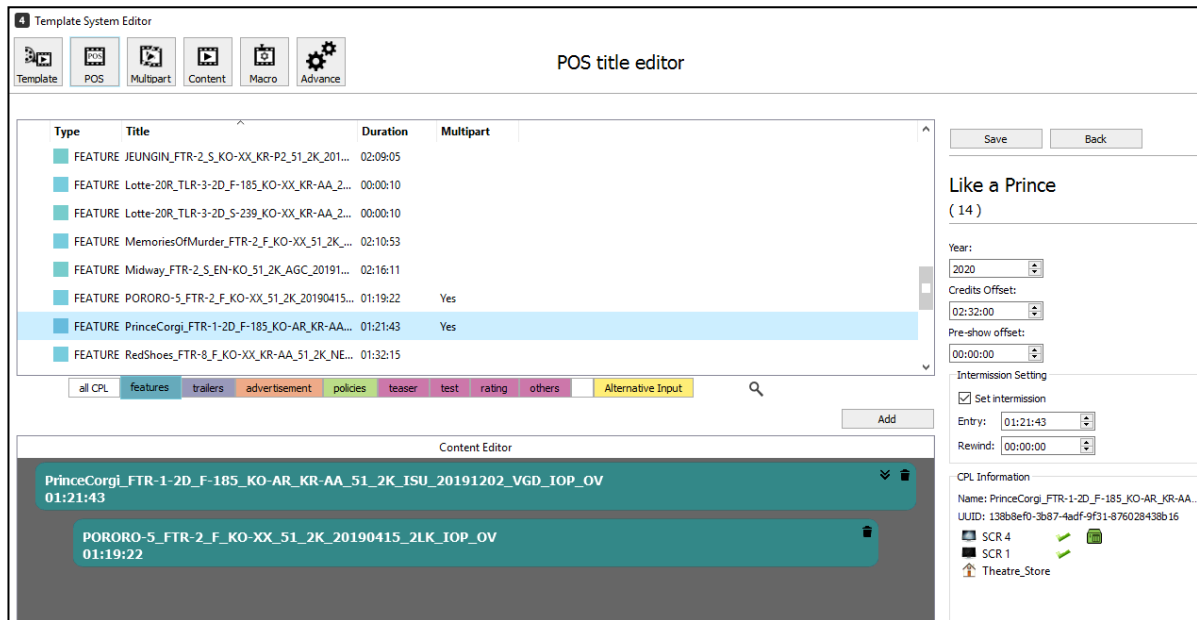 4 Template System Editor
Template POS Multipart Content Macro Advance
POS
POS title editor
Type Title Duration Multipart
FEATURE JEUNGIN_FTR-2_S_KO-XX_KR-P2_51_2K_201... 02:09:05
FEATURE Lotte-20R_TLR-3-2D_F-185_KO-XX_KR-AA_2... 00:00:10
FEATURE Lotte-20R_TLR-3-2D_S-239_KO-XX_KR-AA_2... 00:00:10
FEATURE MemoriesOfMurder_FTR-2_F_KO-XX_51_2K_... 02:10:53
FEATURE Midway_FTR-2_S_EN-KO_51_2K_AGC_20191... 02:16:11
FEATURE PORORO-5_FTR-2_F_KO-XX_51_2K_20190415... 01:19:22 Yes
FEATURE PrinceCorgi_FTR-1-2D_F-185_KO-AR_KR-AA... 01:21:43 Yes
FEATURE RedShoes_FTR-8_F_KO-XX_KR-AA_51_2K_NE... 01:32:15
all CPL features trailers advertisement policies teaser test rating others Alternative Input
Add
Content Editor
PrinceCorgi_FTR-1-2D_F-185_KO-AR_KR-AA_51_2K_ISU_20191202_VGD_IOP_OV
01:21:43
PORORO-5_FTR-2_F_KO-XX_51_2K_20190415_2LK_IOP_OV
01:19:22
Save Back
Like a Prince
( 14 )
Year:
2020
Credits Offset:
02:32:00
Pre-show offset:
00:00:00
Intermission Setting
Set intermission
Entry: 01:21:43
Rewind: 00:00:00
CPL Information
Name: PrinceCorgi_FTR-1-2D_F-185_KO-AR_KR-AA...
UUID: 138b8ef0-3b87-4adf-9f31-876028438b16
SCR 4
SCR 1
Theatre_Store